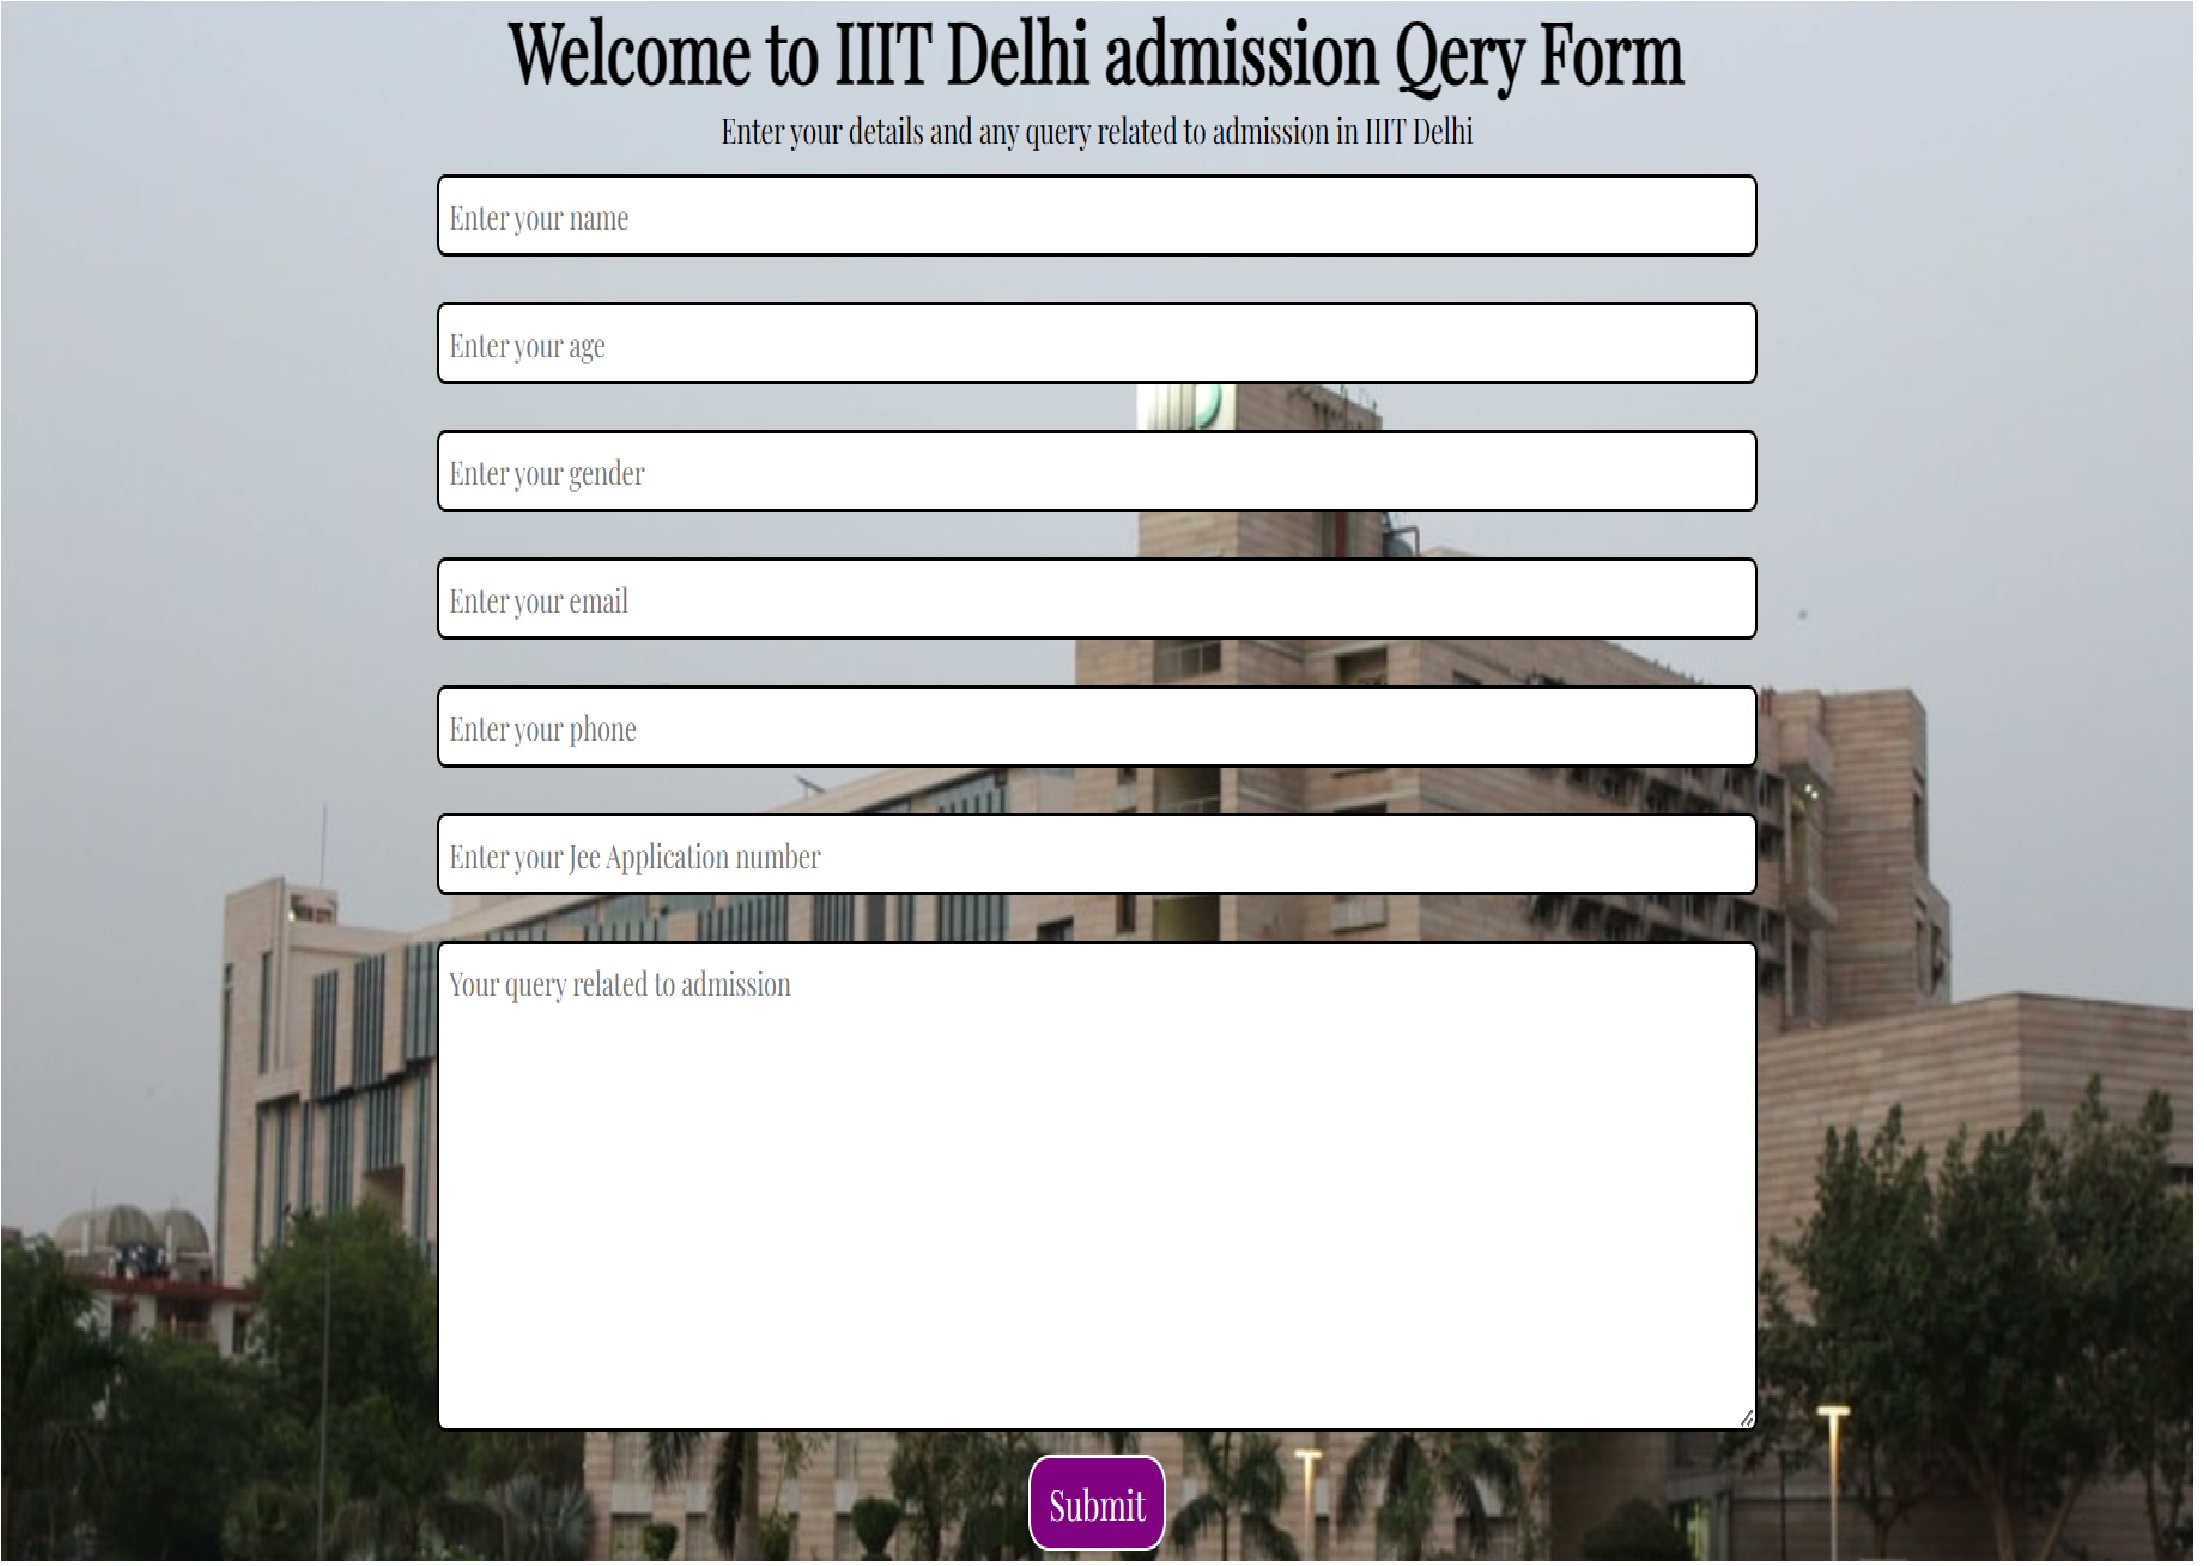 Welcome to IIIT Delhi admission Qery Form
Enter your details and any query related to admission in IIIT Delhi
Enter your name
Enter your age
Enter your gender
Enter your email
Enter your phone
Enter your Jee Application number
Your query related to admission
Submit